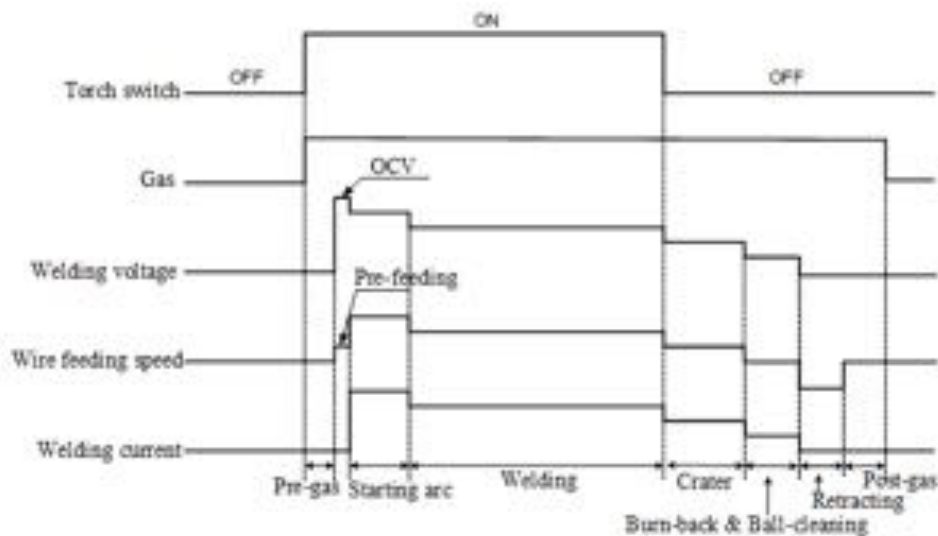 ON
OFF
OFF
Torch switch
Gas
OCV
Welding voltage
Pre-feeding
Wire feeding speed
Welding current
Pre-gas
Starting arc
Welding
Crater
Post-gas
Retracting
Burn-back & Ball-cleaning